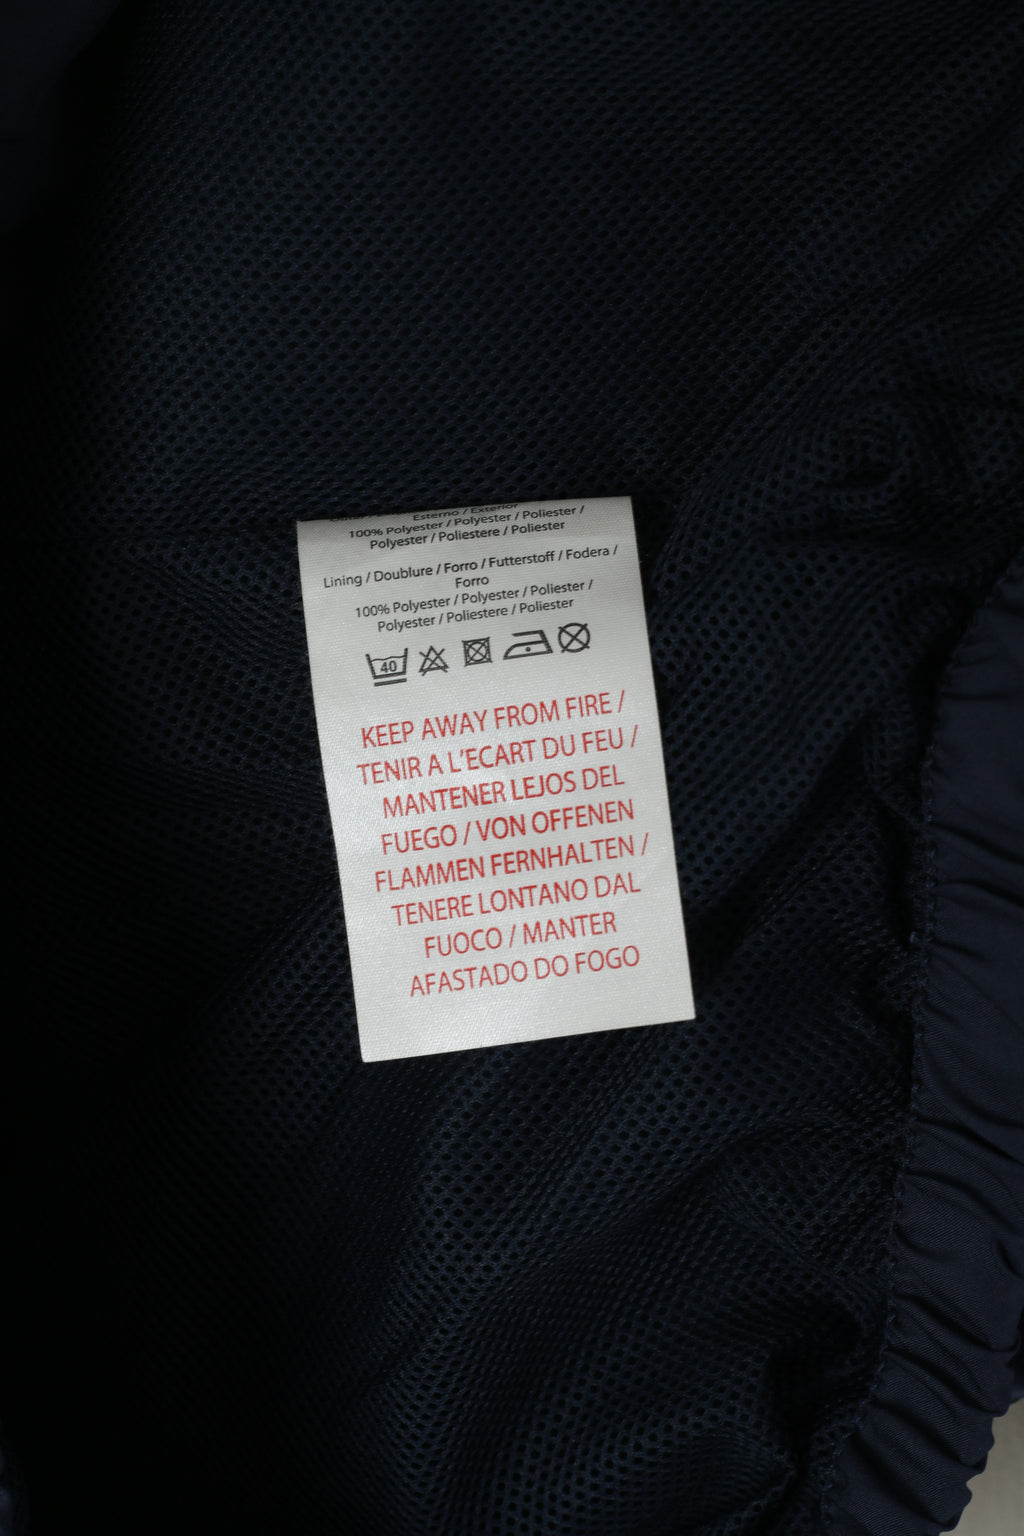 Esterno / Exterior
100% Polyester / Polyester / Poliester /
Polyester / Poliestere / Poliester
Lining / Doublure / Forro / Futterstoff / Fodera /
Forro
100% Polyester / Polyester / Poliester /
Polyester / Poliestere / Poliester
40
KEEP AWAY FROM FIRE /
TENIR A L'ECART DU FEU /
MANTENER LEJOS DEL
FUEGO / VON OFFENEN
FLAMMEN FERNHALTEN /
TENERE LONTANO DAL
FUOCO / MANTER
AFASTADO DO FOGO